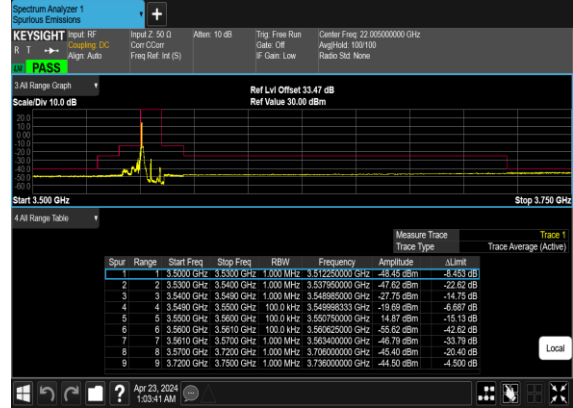 Spectrum Analyzer 1
Spurious Emissions
KEYSIGHT Input: RF Input Z: 50 Ω Atten: 10 dB Trig: Free Run Center Freq: 22.005000000 GHz
R T Coupling: DC Corr CCorr Gate: Off Avg|Hold: 100/100
Align: Auto Freq Ref: Int (S) IF Gain: Low Radio Std: None
LU PASS
3 All Range Graph
Ref Lvl Offset 33.47 dB
Scale/Div 10.0 dB Ref Value 30.00 dBm
20.0
10.0
0.00
-10.0
-20.0
-30.0
-40.0
-50.0
-60.0
Start 3.500 GHz Stop 3.750 GHz
4 All Range Table
Measure Trace Trace 1
Trace Type Trace Average (Active)
Spur Range Start Freq Stop Freq RBW Frequency Amplitude ΔLimit
1 1 3.5000 GHz 3.5300 GHz 1.000 MHz 3.512250000 GHz -48.45 dBm -8.453 dB
2 2 3.5300 GHz 3.5400 GHz 1.000 MHz 3.537950000 GHz -47.62 dBm -22.62 dB
3 3 3.5400 GHz 3.5490 GHz 1.000 MHz 3.548985000 GHz -27.75 dBm -14.75 dB
4 4 3.5490 GHz 3.5500 GHz 100.0 kHz 3.549998333 GHz -19.69 dBm -6.687 dB
5 5 3.5500 GHz 3.5600 GHz 100.0 kHz 3.550750000 GHz 14.87 dBm -15.13 dB
6 6 3.5600 GHz 3.5610 GHz 100.0 kHz 3.560625000 GHz -55.62 dBm -42.62 dB
7 7 3.5610 GHz 3.5700 GHz 1.000 MHz 3.563400000 GHz -46.79 dBm -33.79 dB
8 8 3.5700 GHz 3.7200 GHz 1.000 MHz 3.706000000 GHz -45.40 dBm -20.40 dB
9 9 3.7200 GHz 3.7500 GHz 1.000 MHz 3.736000000 GHz -44.50 dBm -4.500 dB
Local
Apr 23, 2024
1:03:41 AM